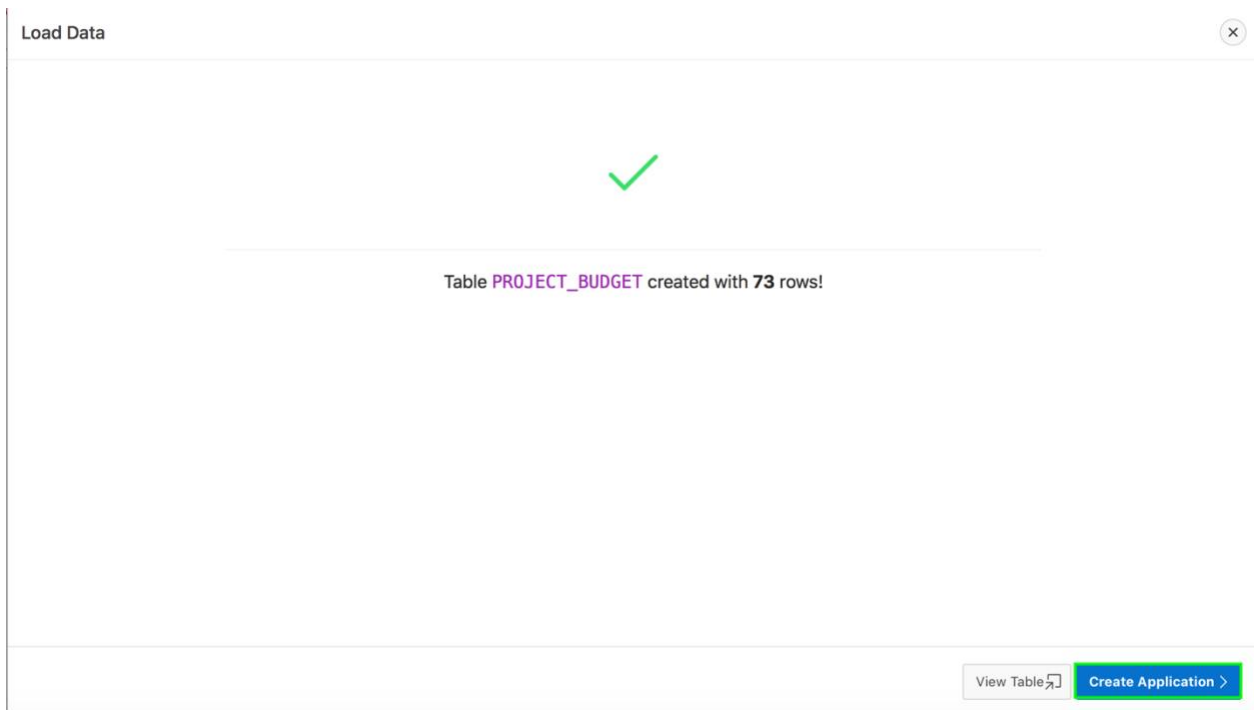 Load Data
Table PROJECT_BUDGET created with 73 rows!
View Table
Create Application